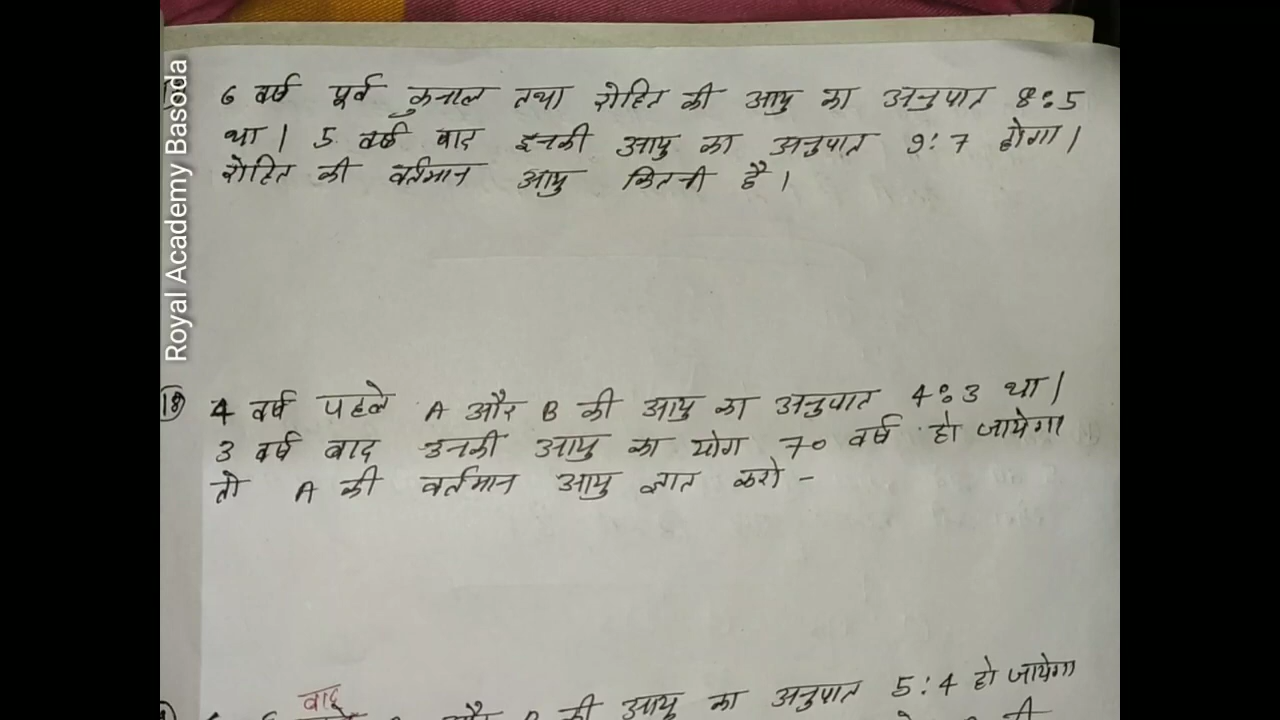 Royal Academy Basoda
6 वर्ष पूर्व कुनाल तथा रोहित की आयु का अनुपात 8:5
था। 5 वर्ष बाद इनकी आयु का अनुपात 9:7 होगा।
रोहित की वर्तमान आयु कितनी है।
18 4 वर्ष पहले A और B की आयु का अनुपात 4:3 था।
3 वर्ष बाद उनकी आयु का योग 70 वर्ष हो जायेगा
तो A की वर्तमान आयु ज्ञात करो -
बाद
और की आयु का अनुपात 5:4 हो जायेगा